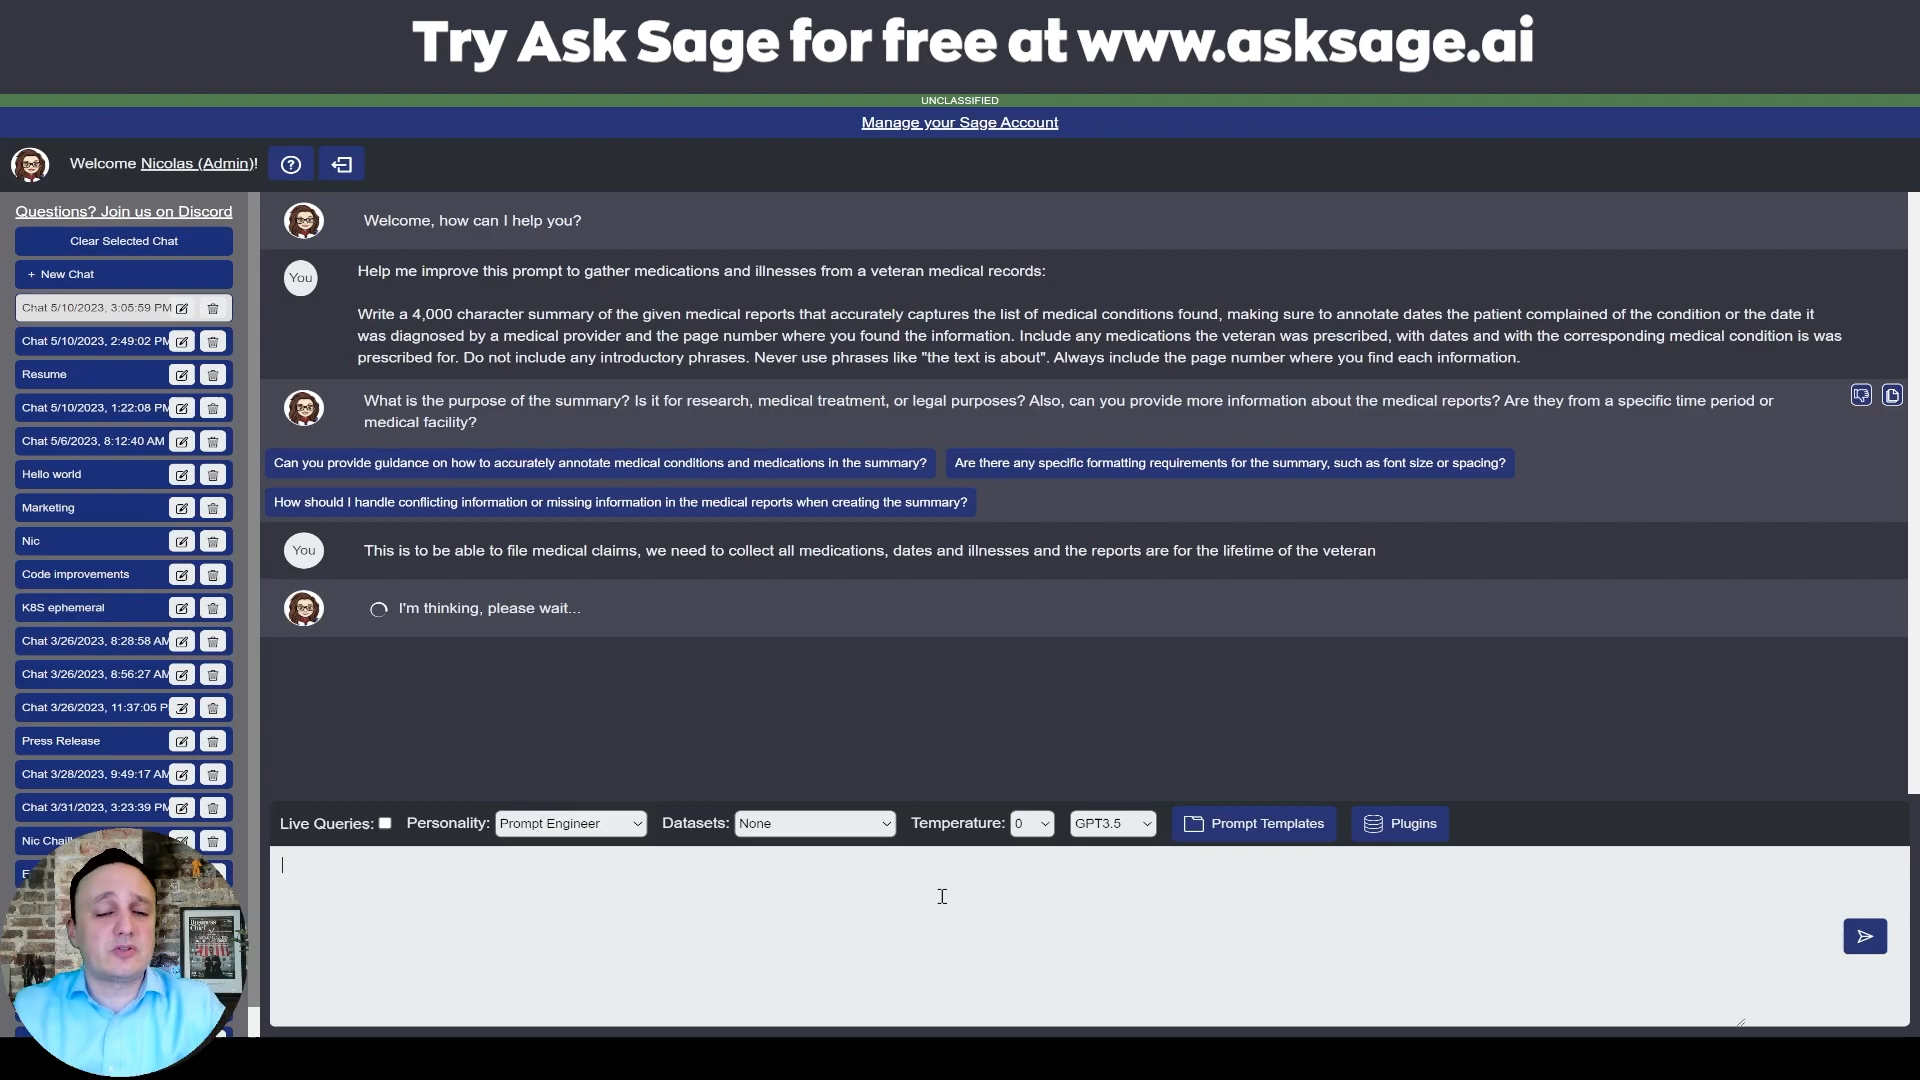 Try Ask Sage for free at www.asksage.ai
UNCLASSIFIED
Manage your Sage Account
Welcome Nicolas (Admin)!
Questions? Join us on Discord
Clear Selected Chat
+ New Chat
Chat 5/10/2023, 3:05:59 PM
Chat 5/10/2023, 2:49:02 PM
Resume
Chat 5/10/2023, 1:22:08 PM
Chat 5/6/2023, 8:12:40 AM
Hello world
Marketing
Nic
Code improvements
K8S ephemeral
Chat 3/26/2023, 8:28:58 AM
Chat 3/26/2023, 8:56:27 AM
Chat 3/26/2023, 11:37:05 P
Press Release
Chat 3/28/2023, 9:49:17 AM
Chat 3/31/2023, 3:23:39 PM
Nic Chail
E
Welcome, how can I help you?
You
Help me improve this prompt to gather medications and illnesses from a veteran medical records:
Write a 4,000 character summary of the given medical reports that accurately captures the list of medical conditions found, making sure to annotate dates the patient complained of the condition or the date it
was diagnosed by a medical provider and the page number where you found the information. Include any medications the veteran was prescribed, with dates and with the corresponding medical condition is was
prescribed for. Do not include any introductory phrases. Never use phrases like "the text is about". Always include the page number where you find each information.
What is the purpose of the summary? Is it for research, medical treatment, or legal purposes? Also, can you provide more information about the medical reports? Are they from a specific time period or
medical facility?
Can you provide guidance on how to accurately annotate medical conditions and medications in the summary?
Are there any specific formatting requirements for the summary, such as font size or spacing?
How should I handle conflicting information or missing information in the medical reports when creating the summary?
You
This is to be able to file medical claims, we need to collect all medications, dates and illnesses and the reports are for the lifetime of the veteran
I'm thinking, please wait...
Live Queries: Personality: Prompt Engineer Datasets: None Temperature: 0 GPT3.5 Prompt Templates Plugins